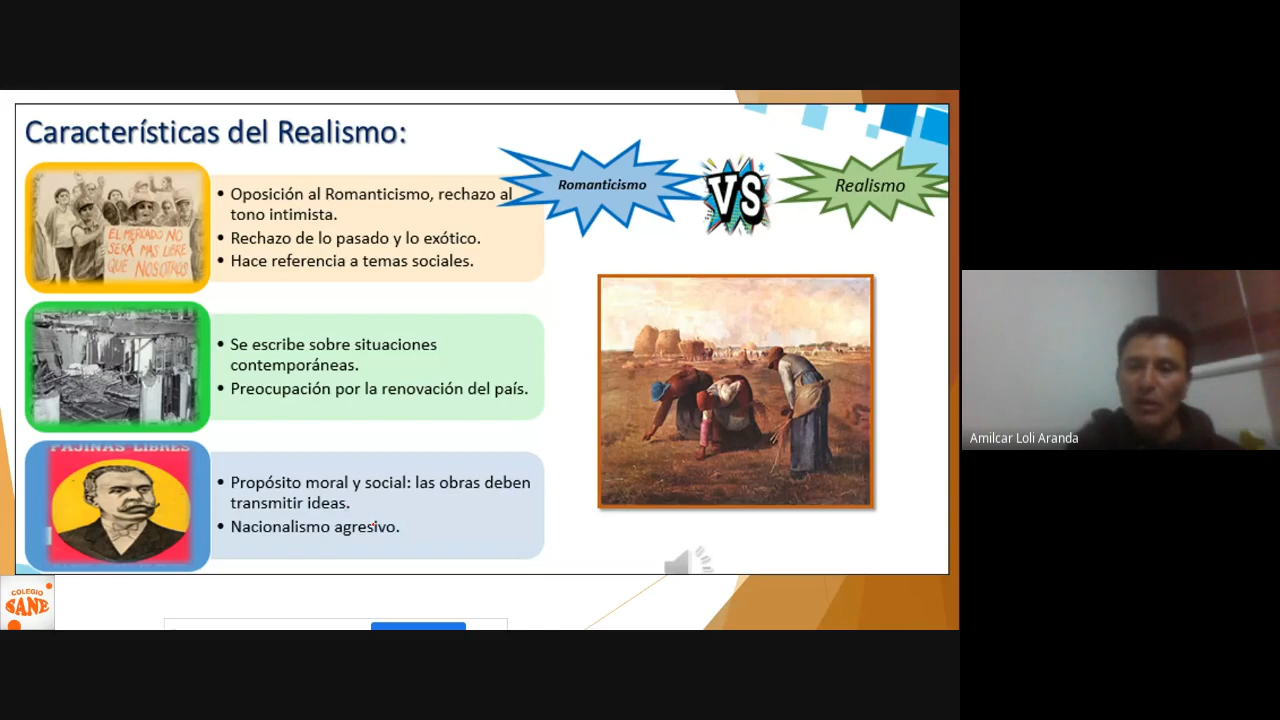 Características del Realismo:
Romanticismo
VS
Realismo
• Oposición al Romanticismo, rechazo al
tono intimista.
• Rechazo de lo pasado y lo exótico.
• Hace referencia a temas sociales.
EL MERCADO NO
SERÁ MAS LIBRE
QUE NOSOTROS
• Se escribe sobre situaciones
contemporáneas.
• Preocupación por la renovación del país.
PAJINAS LIBRES
• Propósito moral y social: las obras deben
transmitir ideas.
• Nacionalismo agresivo.
COLEGIO
SANE
Amilcar Loli Aranda